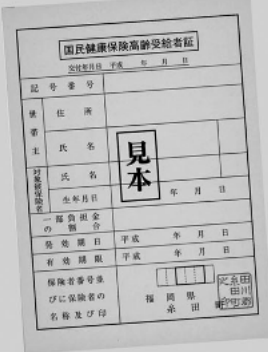 国民健康保険高齢受給者証
交付年月日 平成 年 月 日
記号番号
世帯主
住所
氏名
見本
対象被保険者
氏名
生年月日 年 月 日
一部負担金の割合
発効期日 平成 年 月 日
有効期限 平成 年 月 日
保険者番号並
びに保険者の
名称及び印
福岡県
糸田町